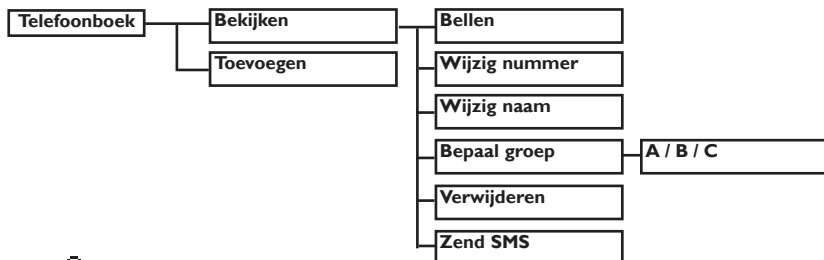 Telefoonboek
Bekijken
Bellen
Toevoegen
Wijzig nummer
Wijzig naam
Bepaal groep
A / B / C
Verwijderen
Zend SMS